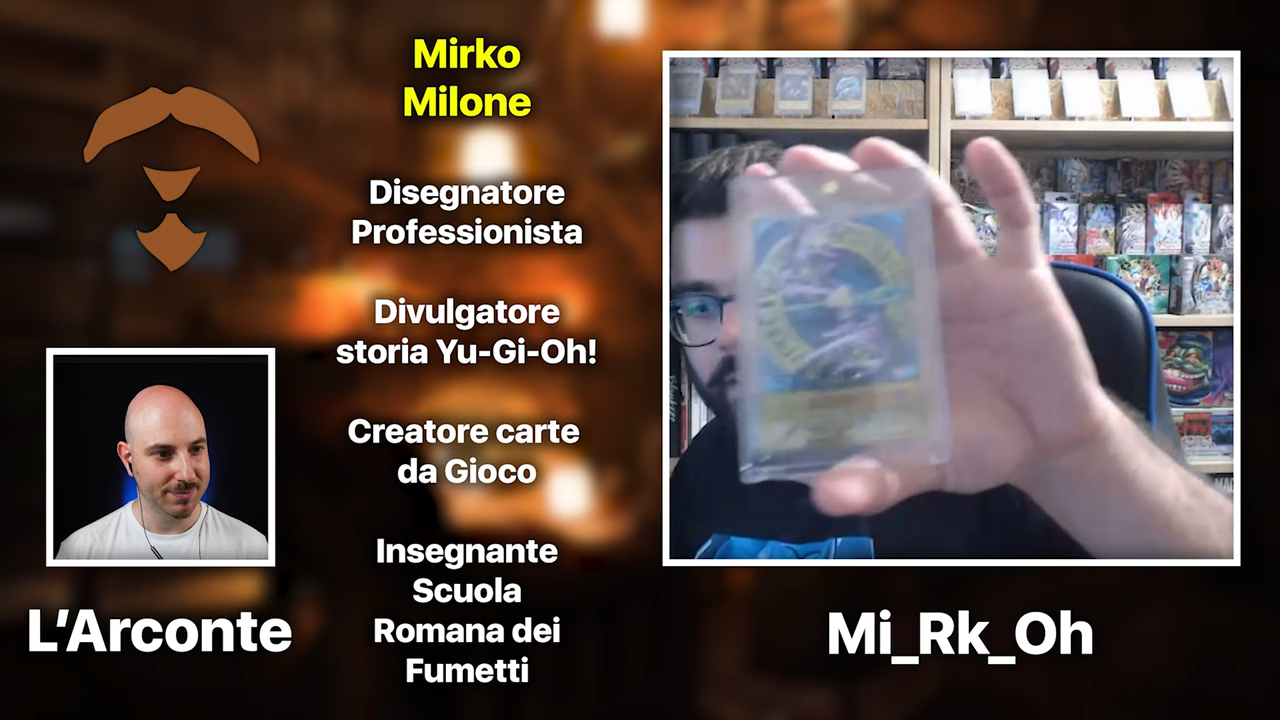 Mirko
Milone
Disegnatore
Professionista
Divulgatore
storia Yu-Gi-Oh!
Creatore carte
da Gioco
Insegnante
Scuola
Romana dei
Fumetti
L’Arconte
Mi_Rk_Oh